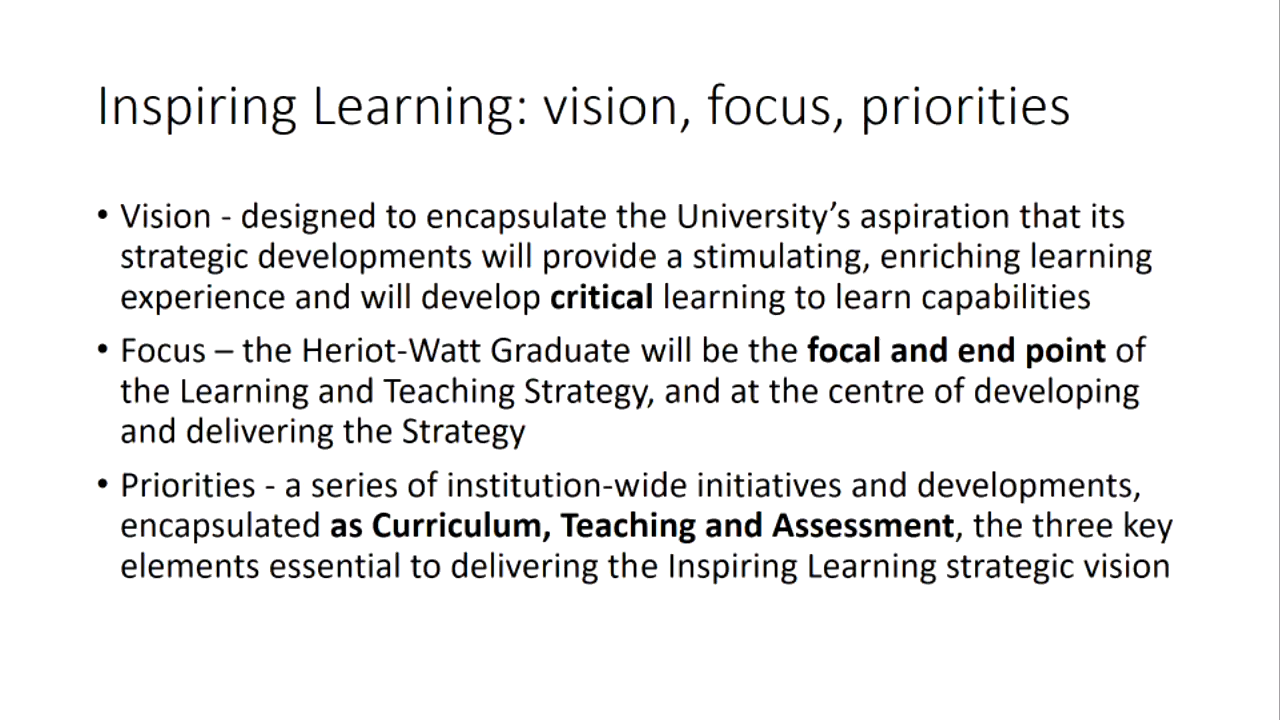 Inspiring Learning: vision, focus, priorities
• Vision - designed to encapsulate the University’s aspiration that its
strategic developments will provide a stimulating, enriching learning
experience and will develop critical learning to learn capabilities
• Focus – the Heriot-Watt Graduate will be the focal and end point of
the Learning and Teaching Strategy, and at the centre of developing
and delivering the Strategy
• Priorities - a series of institution-wide initiatives and developments,
encapsulated as Curriculum, Teaching and Assessment, the three key
elements essential to delivering the Inspiring Learning strategic vision